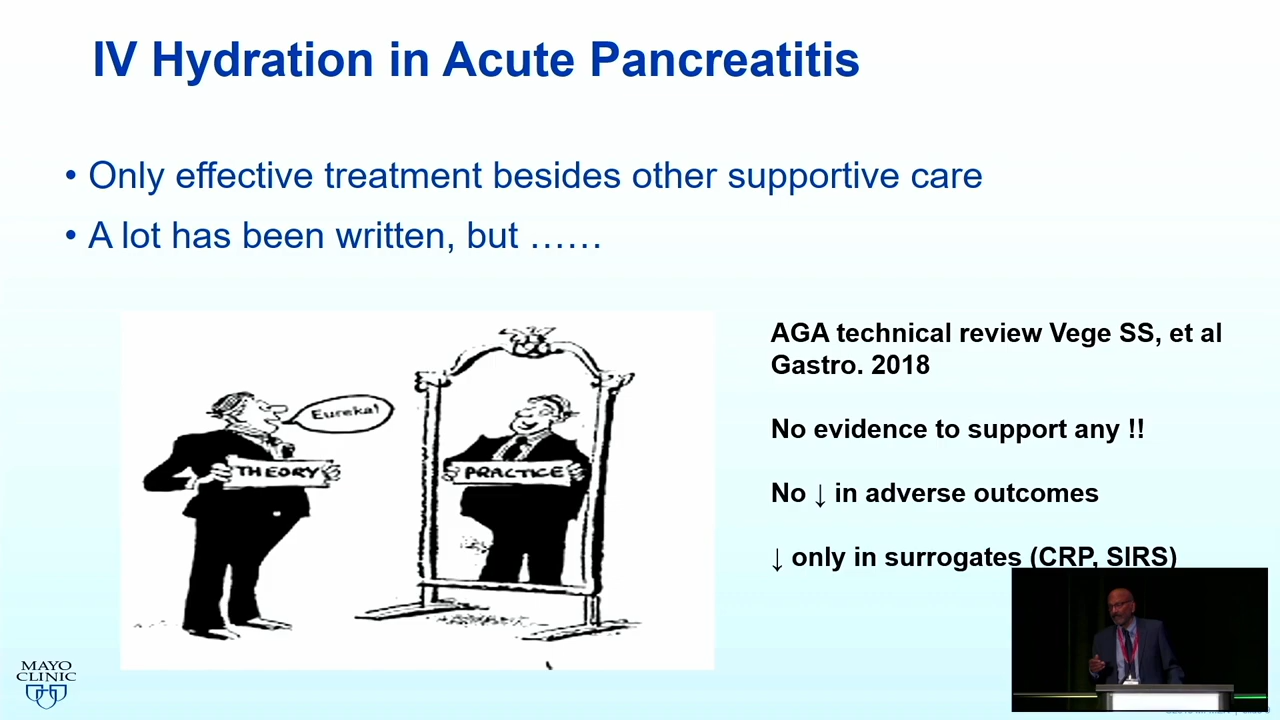 IV Hydration in Acute Pancreatitis
• Only effective treatment besides other supportive care
• A lot has been written, but ……
Eureka!
THEORY
PRACTICE
AGA technical review Vege SS, et al
Gastro. 2018
No evidence to support any !!
No ↓ in adverse outcomes
↓ only in surrogates (CRP, SIRS)
MAYO
CLINIC